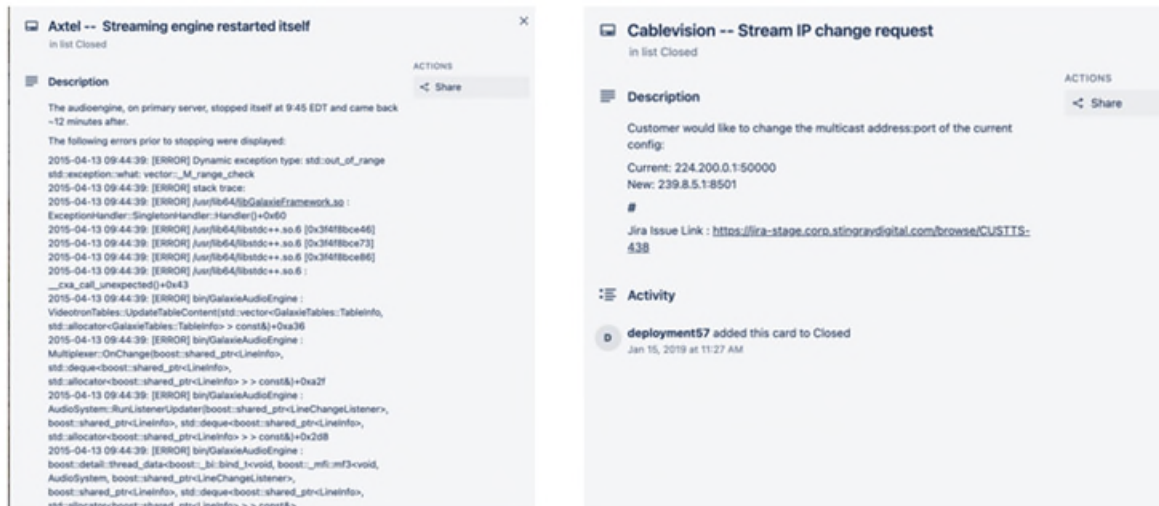 Axtel -- Streaming engine restarted itself
in list Closed
ACTIONS
Share
Description
The audioengine, on primary server, stopped itself at 9:45 EDT and came back
~12 minutes after.
The following errors prior to stopping were displayed:
2015-04-13 09:44:39: [ERROR] Dynamic exception type: std::out_of_range
std::exception::what: vector::_M_range_check
2015-04-13 09:44:39: [ERROR] stack trace:
2015-04-13 09:44:39: [ERROR] /usr/lib64/libGalaxieFramework.so :
ExceptionHandler::SingletonHandler::Handler()+0x60
2015-04-13 09:44:39: [ERROR] /usr/lib64/libstdc++.so.6 [0x3f4f8bce46]
2015-04-13 09:44:39: [ERROR] /usr/lib64/libstdc++.so.6 [0x3f4f8bce73]
2015-04-13 09:44:39: [ERROR] /usr/lib64/libstdc++.so.6 [0x3f4f8bce86]
2015-04-13 09:44:39: [ERROR] /usr/lib64/libstdc++.so.6 :
__cxa_call_unexpected()+0x43
2015-04-13 09:44:39: [ERROR] bin/GalaxieAudioEngine :
VideotronTables::UpdateTableContent(std::vector<GalaxieTables::TableInfo,
std::allocator<GalaxieTables::TableInfo> > const&)+0xa36
2015-04-13 09:44:39: [ERROR] bin/GalaxieAudioEngine :
Multiplexer::OnChange(boost::shared_ptr<LineInfo>,
std::deque<boost::shared_ptr<LineInfo>,
std::allocator<boost::shared_ptr<LineInfo> > > const&)+0xa2f
2015-04-13 09:44:39: [ERROR] bin/GalaxieAudioEngine :
AudioSystem::RunListenerUpdater(boost::shared_ptr<LineChangeListener>,
boost::shared_ptr<LineInfo>, std::deque<boost::shared_ptr<LineInfo>,
std::allocator<boost::shared_ptr<LineInfo> > > const&)+0x2d8
2015-04-13 09:44:39: [ERROR] bin/GalaxieAudioEngine :
boost::detail::thread_data<boost::_bi::bind_t<void, boost::_mfi::mf3<void,
AudioSystem, boost::shared_ptr<LineChangeListener>,
boost::shared_ptr<LineInfo>, std::deque<boost::shared_ptr<LineInfo>,
std::allocator<boost::shared_ptr<LineInfo> > > const&>
Cablevision -- Stream IP change request
in list Closed
ACTIONS
Share
Description
Customer would like to change the multicast address:port of the current
config:
Current: 224.200.0.1:50000
New: 239.8.5.1:8501
#
Jira Issue Link : https://jira-stage.corp.stingraydigital.com/browse/CUSTTS-
438
Activity
D
deployment57 added this card to Closed
Jan 15, 2019 at 11:27 AM